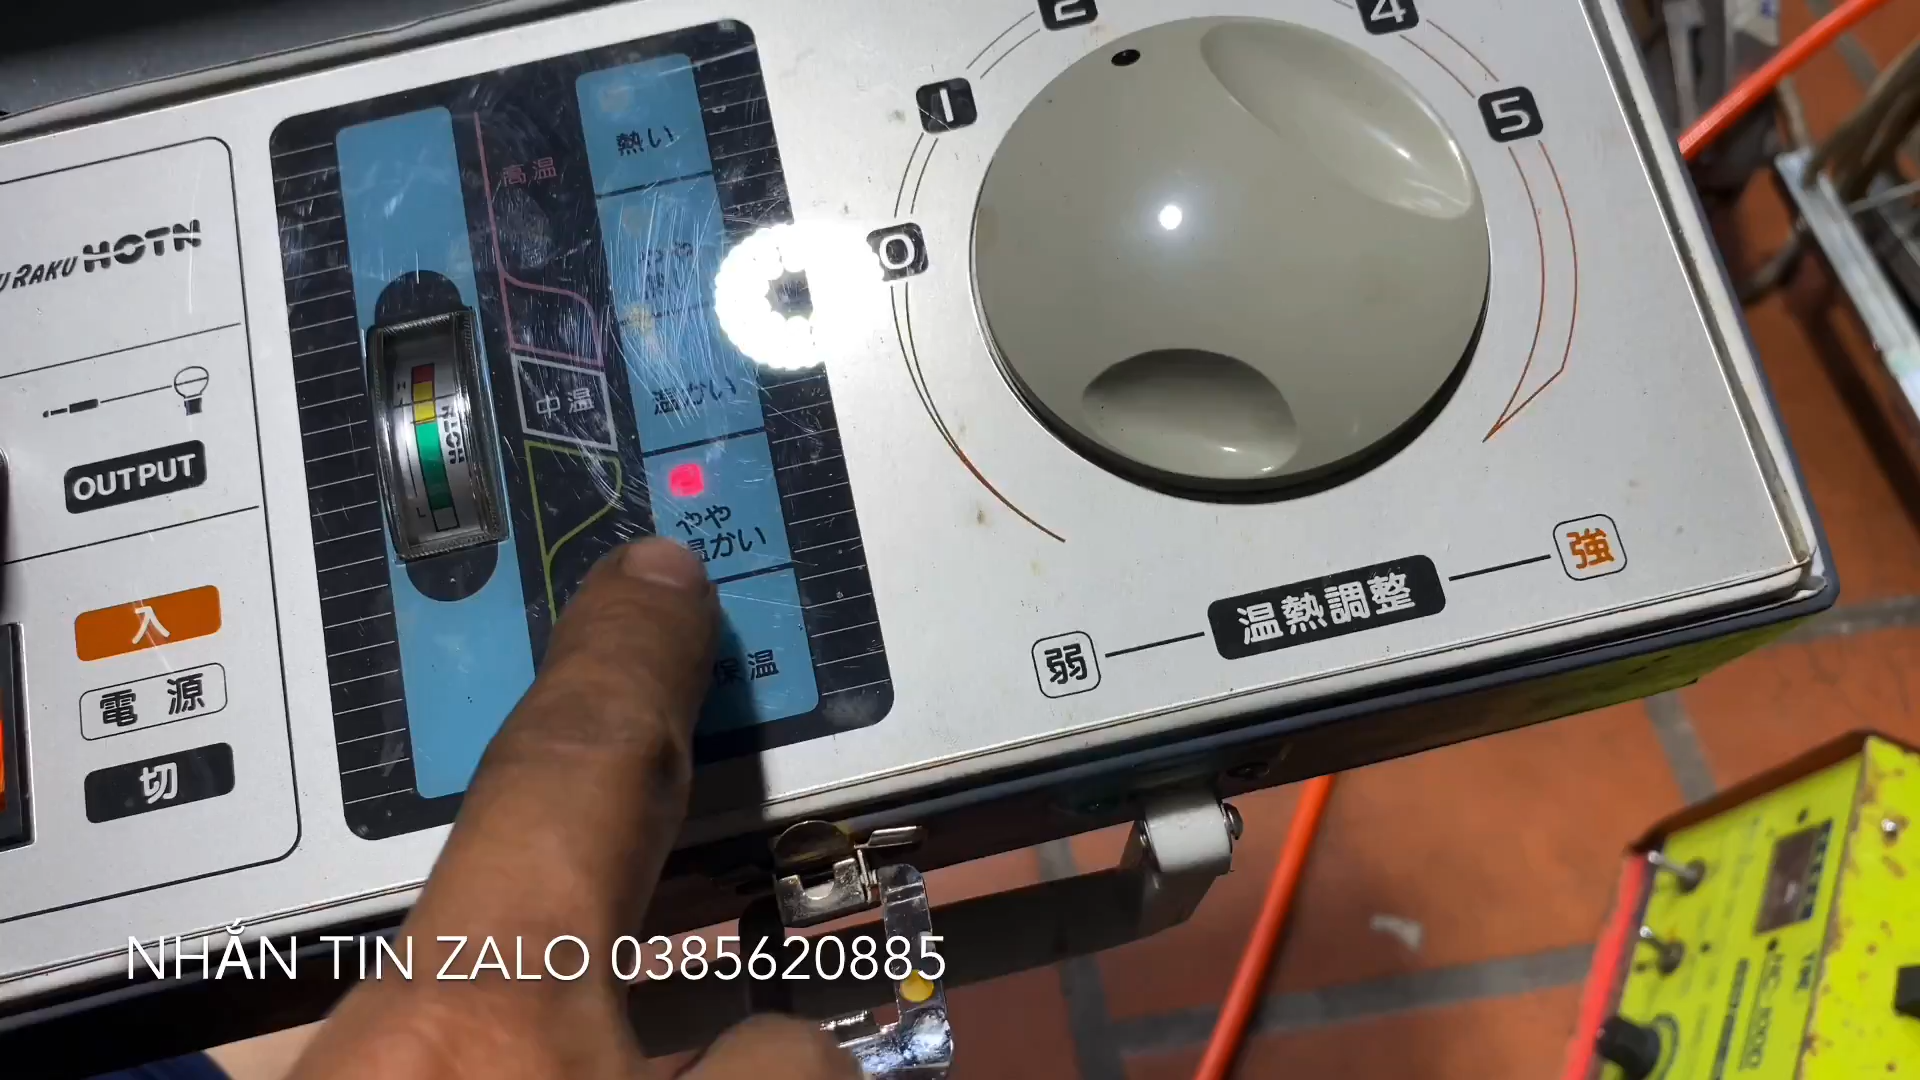 RAKU HOTN
OUTPUT
入
電源
切
高温
中温
熱い
温かい
やや
温かい
保温
0
1
2
4
5
弱
温熱調整
強
NHẮN TIN ZALO 0385620885